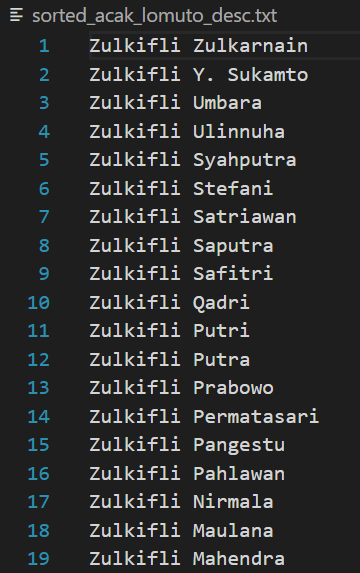 sorted_acak_lomuto_desc.txt
1 Zulkifli Zulkarnain
2 Zulkifli Y. Sukamto
3 Zulkifli Umbara
4 Zulkifli Ulinnuha
5 Zulkifli Syahputra
6 Zulkifli Stefani
7 Zulkifli Satriawan
8 Zulkifli Saputra
9 Zulkifli Safitri
10 Zulkifli Qadri
11 Zulkifli Putri
12 Zulkifli Putra
13 Zulkifli Prabowo
14 Zulkifli Permatasari
15 Zulkifli Pangestu
16 Zulkifli Pahlawan
17 Zulkifli Nirmala
18 Zulkifli Maulana
19 Zulkifli Mahendra